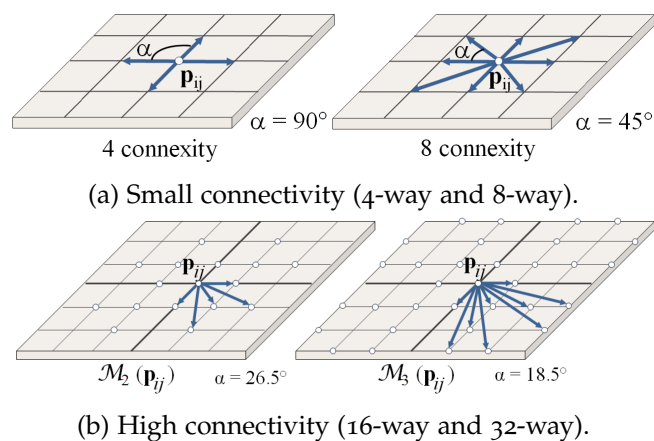 α α
p_ij p_ij
α = 90° α = 45°
4 connexity 8 connexity
(a) Small connectivity (4-way and 8-way).
p_ij p_ij
M_2 (p_ij) α = 26.5° M_3 (p_ij) α = 18.5°
(b) High connectivity (16-way and 32-way).